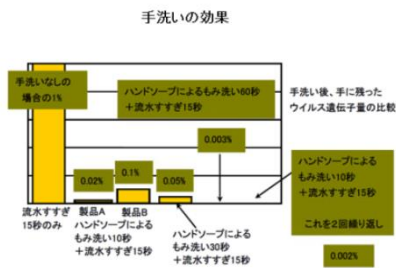 手洗いの効果
手洗いなしの
場合の1%
ハンドソープによるもみ洗い60秒
＋流水すすぎ15秒
手洗い後、手に残った
ウイルス遺伝子量の比較
0.003%
0.02%
0.1%
0.05%
流水すすぎ
15秒のみ
製品A
製品B
ハンドソープによる
もみ洗い10秒
＋流水すすぎ15秒
ハンドソープによる
もみ洗い30秒
＋流水すすぎ15秒
ハンドソープによる
もみ洗い10秒
＋流水すすぎ15秒
これを2回繰り返し
0.002%